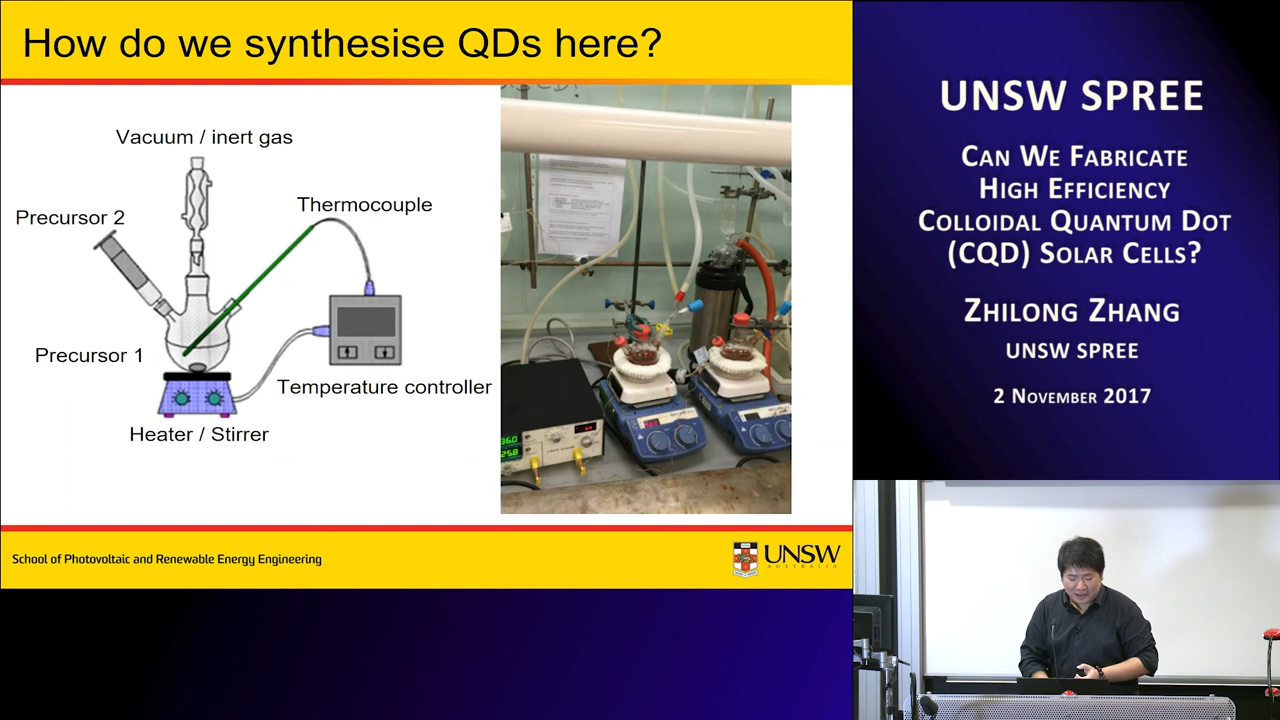 How do we synthesise QDs here?
Vacuum / inert gas
Thermocouple
Precursor 2
Precursor 1
Temperature controller
Heater / Stirrer
School of Photovoltaic and Renewable Energy Engineering
UNSW
AUSTRALIA
UNSW SPREE
Can We Fabricate
High Efficiency
Colloidal Quantum Dot
(CQD) Solar Cells?
Zhilong Zhang
UNSW SPREE
2 November 2017